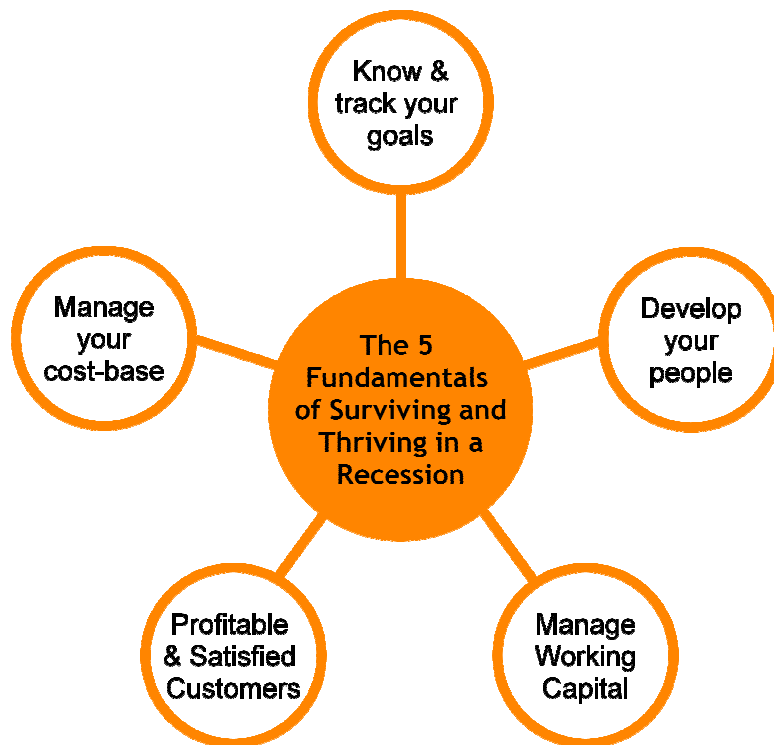 Know &
track your
goals
Manage
your
cost-base
The 5
Fundamentals
of Surviving and
Thriving in a
Recession
Develop
your
people
Profitable
& Satisfied
Customers
Manage
Working
Capital